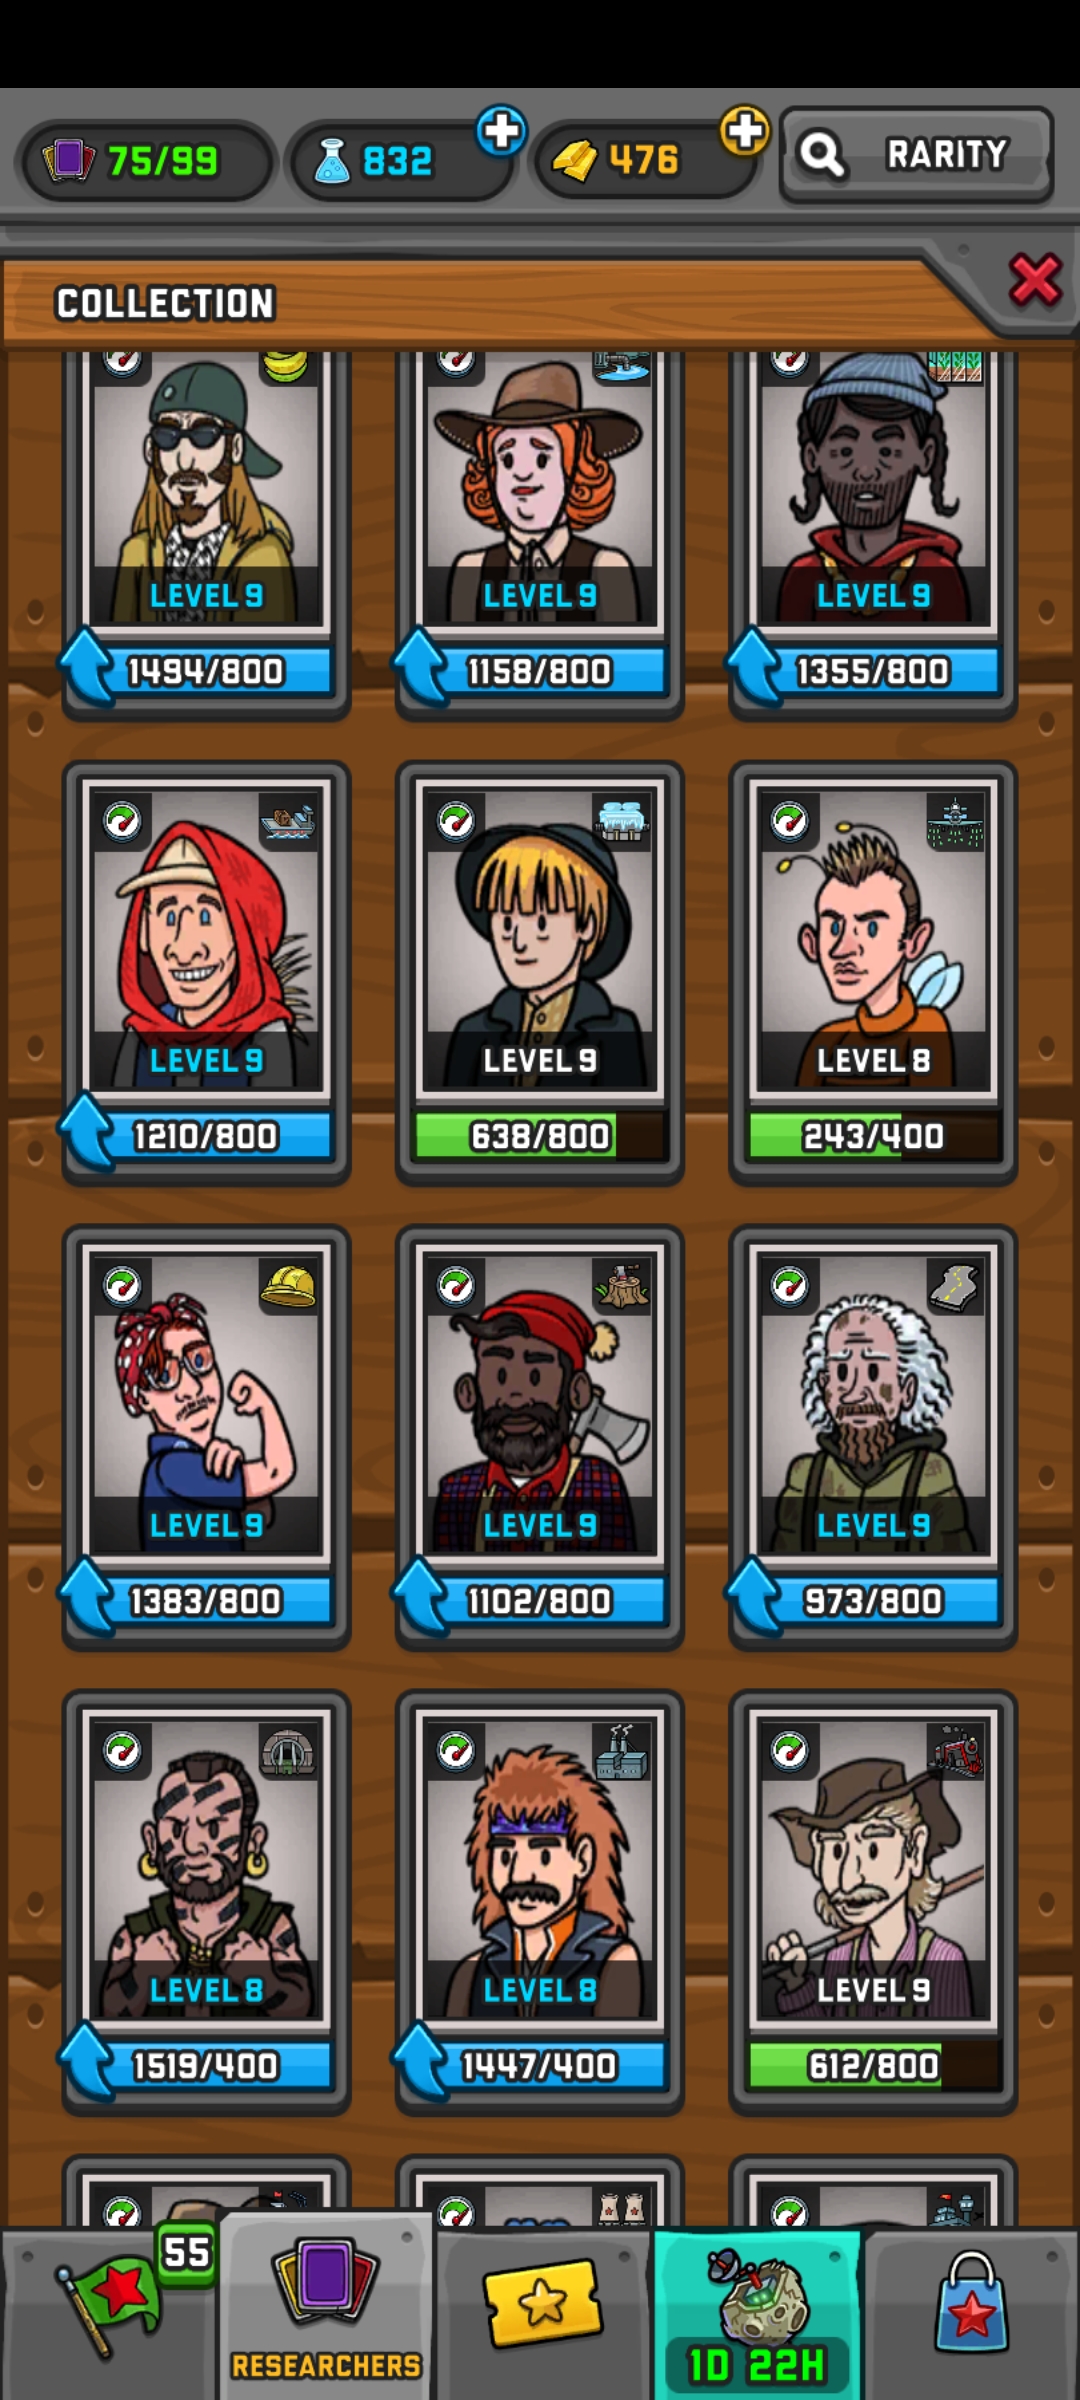 75/99 832 476 RARITY
COLLECTION
LEVEL 9 LEVEL 9 LEVEL 9
1494/800 1158/800 1355/800
LEVEL 9 LEVEL 9 LEVEL 8
1210/800 638/800 243/400
LEVEL 9 LEVEL 9 LEVEL 9
1383/800 1102/800 973/800
LEVEL 8 LEVEL 8 LEVEL 9
1519/400 1447/400 612/800
55
RESEARCHERS 1D 22H